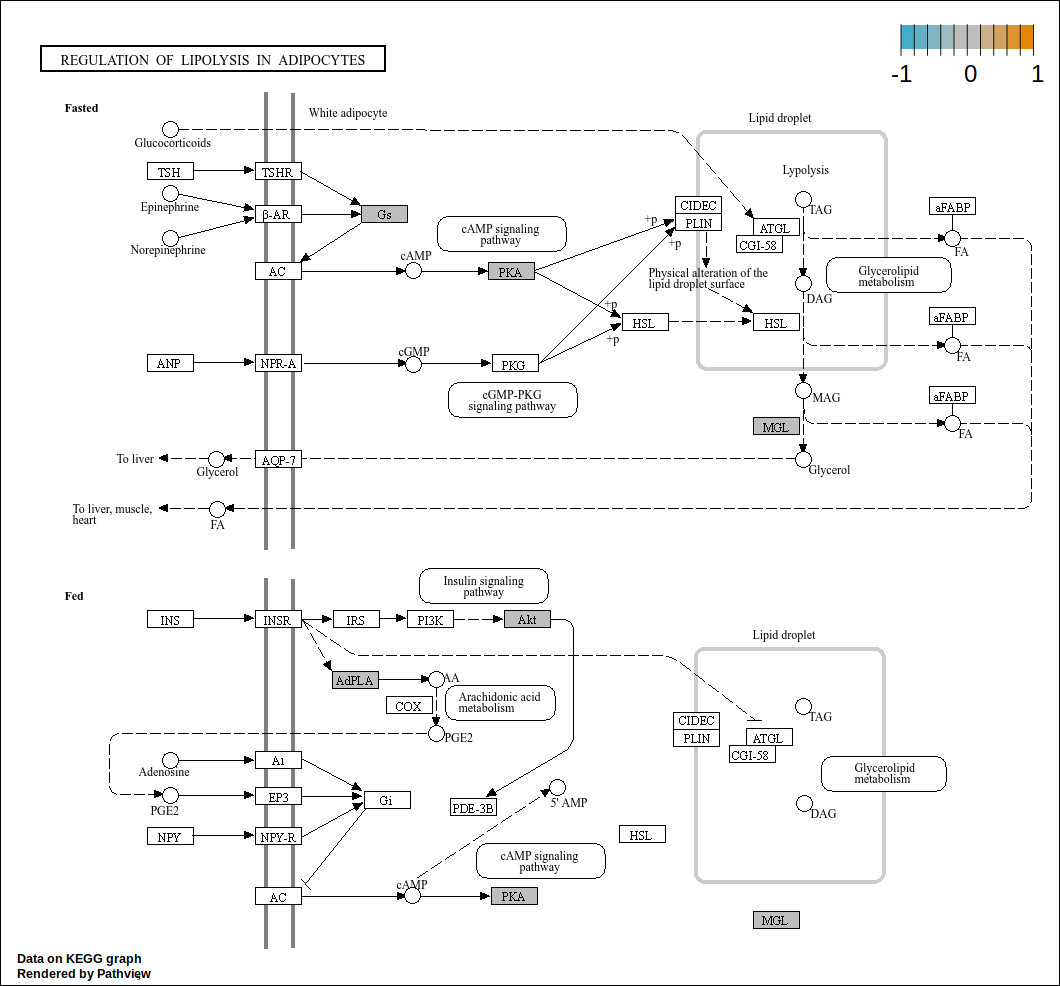 -1 0 1
REGULATION OF LIPOLYSIS IN ADIPOCYTES
Fasted
White adipocyte
Lipid droplet
Glucocorticoids
TSH
TSHR
Lypolysis
Epinephrine
β-AR
Gs
CIDEC
PLIN
+p
TAG
aFABP
ATGL
CGI-58
FA
Norepinephrine
cAMP signaling
pathway
+p
AC
cAMP
PKA
Physical alteration of the
lipid droplet surface
Glycerolipid
metabolism
DAG
+p
HSL
HSL
aFABP
+p
FA
ANP
NPR-A
cGMP
PKG
cGMP-PKG
signaling pathway
MAG
aFABP
MGL
FA
To liver
Glycerol
AQP-7
Glycerol
To liver, muscle,
heart
FA
Fed
Insulin signaling
pathway
INS
INSR
IRS
PI3K
Akt
Lipid droplet
AdPLA
AA
COX
Arachidonic acid
metabolism
PGE2
CIDEC
PLIN
TAG
ATGL
CGI-58
Adenosine
A1
Glycerolipid
metabolism
PGE2
EP3
Gi
PDE-3B
5' AMP
DAG
NPY
NPY-R
HSL
cAMP signaling
pathway
AC
cAMP
PKA
MGL
Data on KEGG graph
Rendered by Pathview